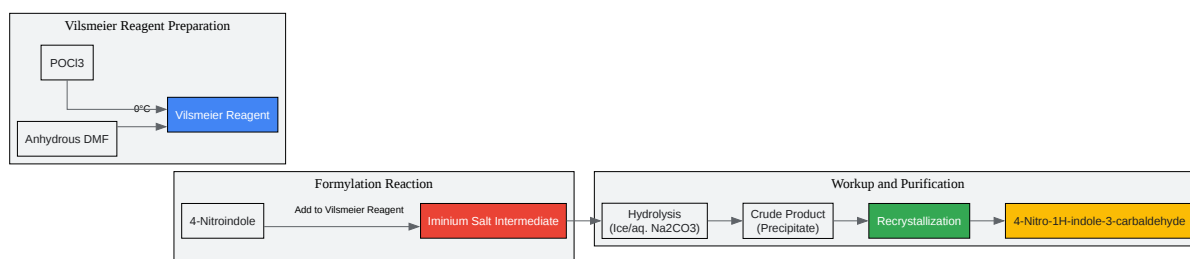 Vilsmeier Reagent Preparation
POCl3
0°C
Vilsmeier Reagent
Anhydrous DMF
Formylation Reaction
4-Nitroindole
Add to Vilsmeier Reagent
Iminium Salt Intermediate
Workup and Purification
Hydrolysis
(Ice/aq. Na2CO3)
Crude Product
(Precipitate)
Recrystallization
4-Nitro-1H-indole-3-carbaldehyde